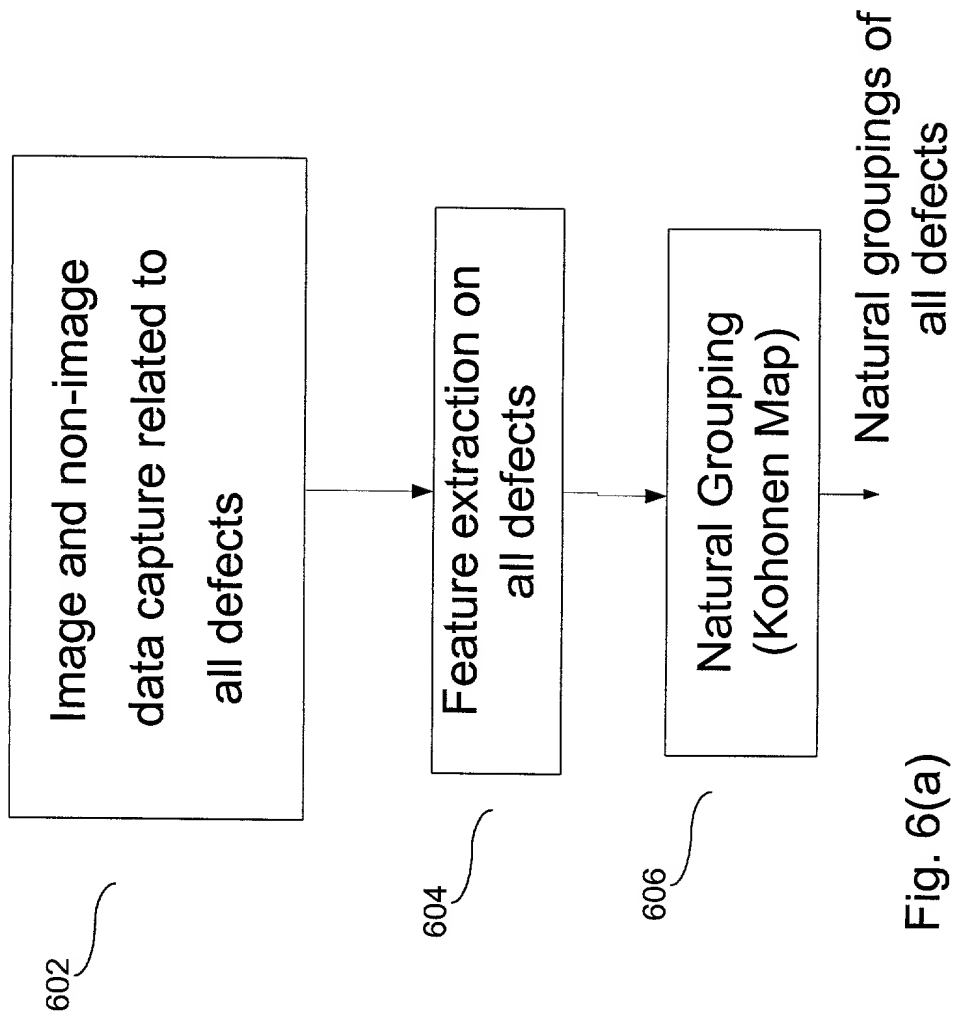 602
Image and non-image
data capture related to
all defects
604
Feature extraction on
all defects
606
Natural Grouping
(Kohonen Map)
Natural groupings of
all defects
Fig. 6(a)